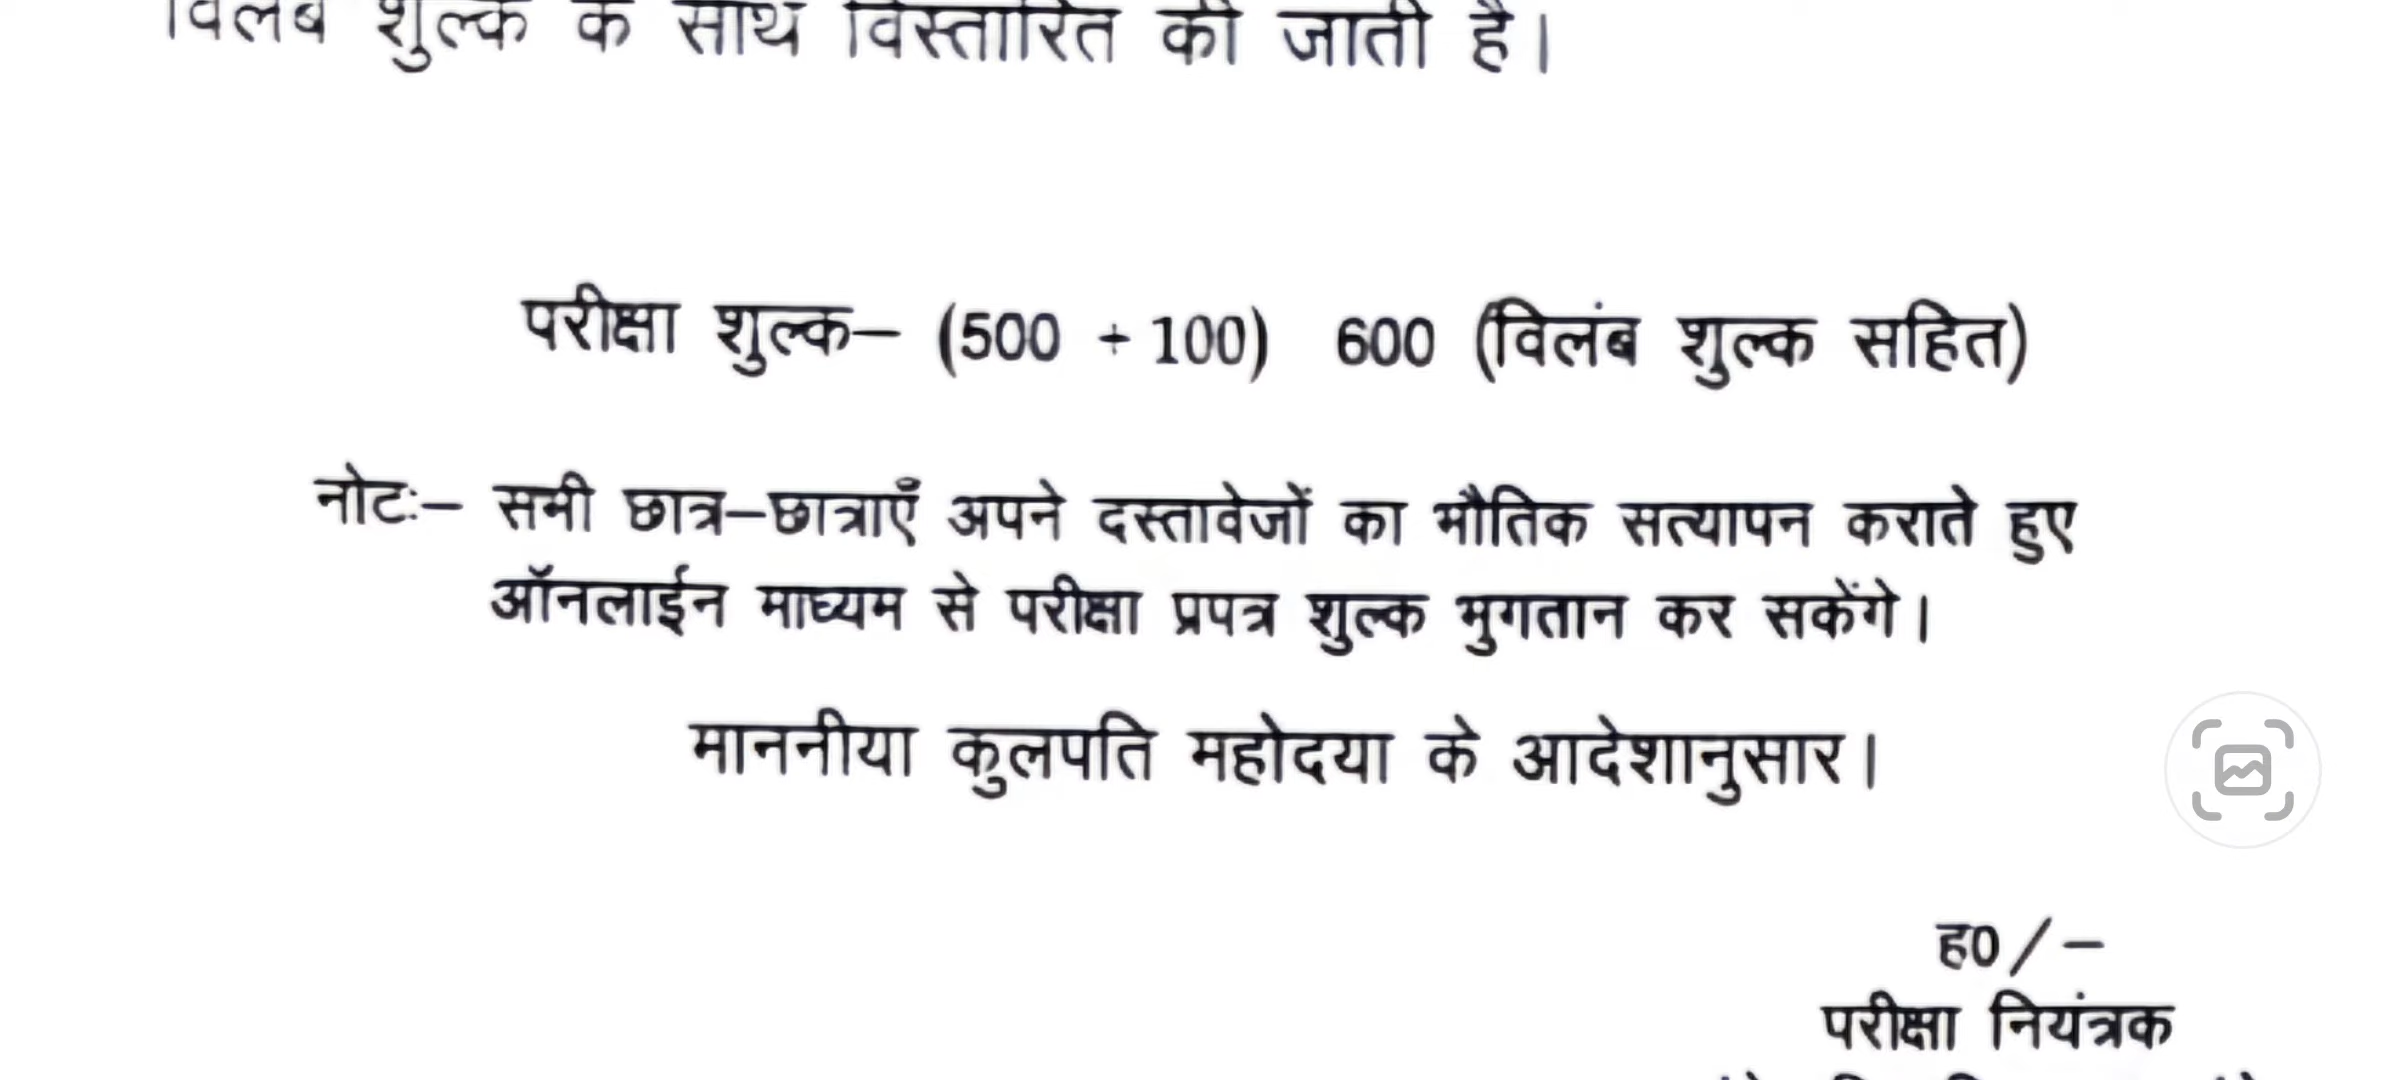 विलंब शुल्क के साथ विस्तारित की जाती है।
परीक्षा शुल्क– (500 + 100) 600 (विलंब शुल्क सहित)
नोटः– सभी छात्र–छात्राएँ अपने दस्तावेजों का भौतिक सत्यापन कराते हुए
ऑनलाईन माध्यम से परीक्षा प्रपत्र शुल्क भुगतान कर सकेंगे।
माननीया कुलपति महोदया के आदेशानुसार।
ह0/–
परीक्षा नियंत्रक